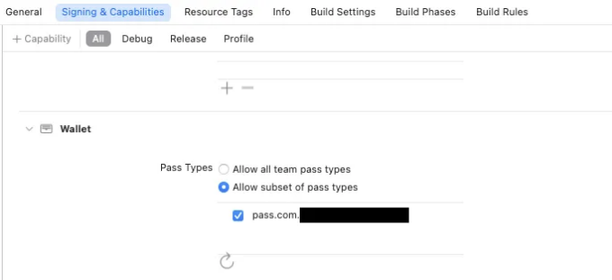 General Signing & Capabilities Resource Tags Info Build Settings Build Phases Build Rules
+ Capability All Debug Release Profile
Wallet
Pass Types Allow all team pass types
Allow subset of pass types
pass.com.